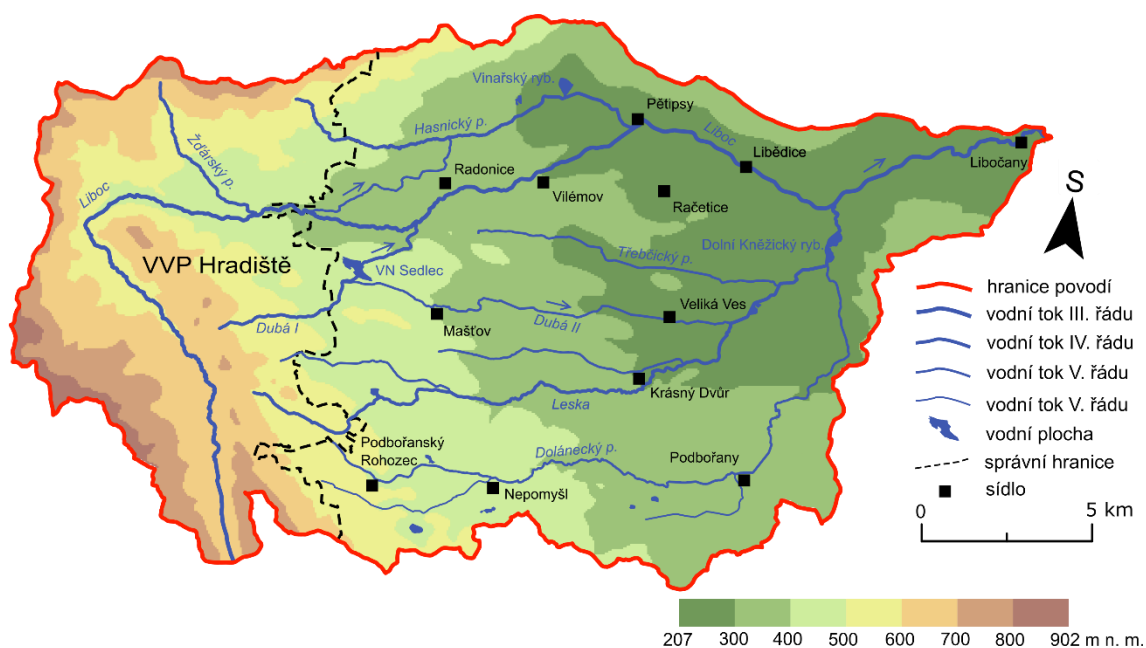 Vinařský ryb.
Pětipsy
Hasnický p.
Liboc
Žďárský p.
Libědice
Libočany
Radonice
Vilémov
Račetice
Liboc
S
Dolní Kněžický ryb.
VVP Hradiště
VN Sedlec
Třebčický p.
Veliká Ves
Dubá I
Mašťov
Dubá II
Krásný Dvůr
Leska
Podbořanský
Rohozec
Dolánecký p.
Podbořany
Nepomyšl
hranice povodí
vodní tok III. řádu
vodní tok IV. řádu
vodní tok V. řádu
vodní tok V. řádu
vodní plocha
správní hranice
sídlo
0 5 km
207 300 400 500 600 700 800 902 m n. m.